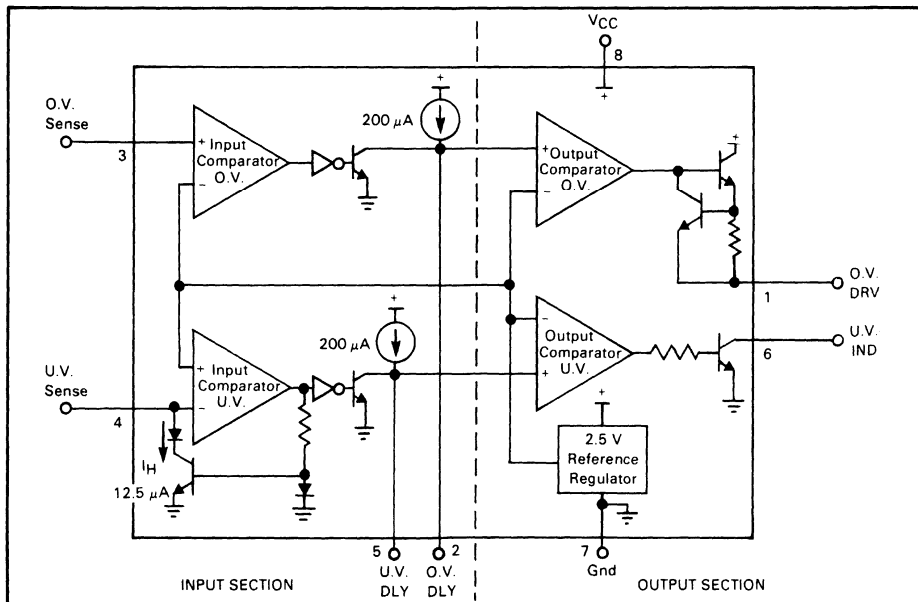 VCC
8
+
O.V.
Sense
3
+
Input
Comparator
O.V.
−
200 μA
+
+
Output
Comparator
O.V.
−
+
1
O.V.
DRV
U.V.
Sense
4
+
Input
Comparator
U.V.
−
200 μA
+
−
Output
Comparator
U.V.
+
6
U.V.
IND
IH
12.5 μA
+
2.5 V
Reference
Regulator
5
U.V.
DLY
2
O.V.
DLY
7
Gnd
INPUT SECTION
OUTPUT SECTION